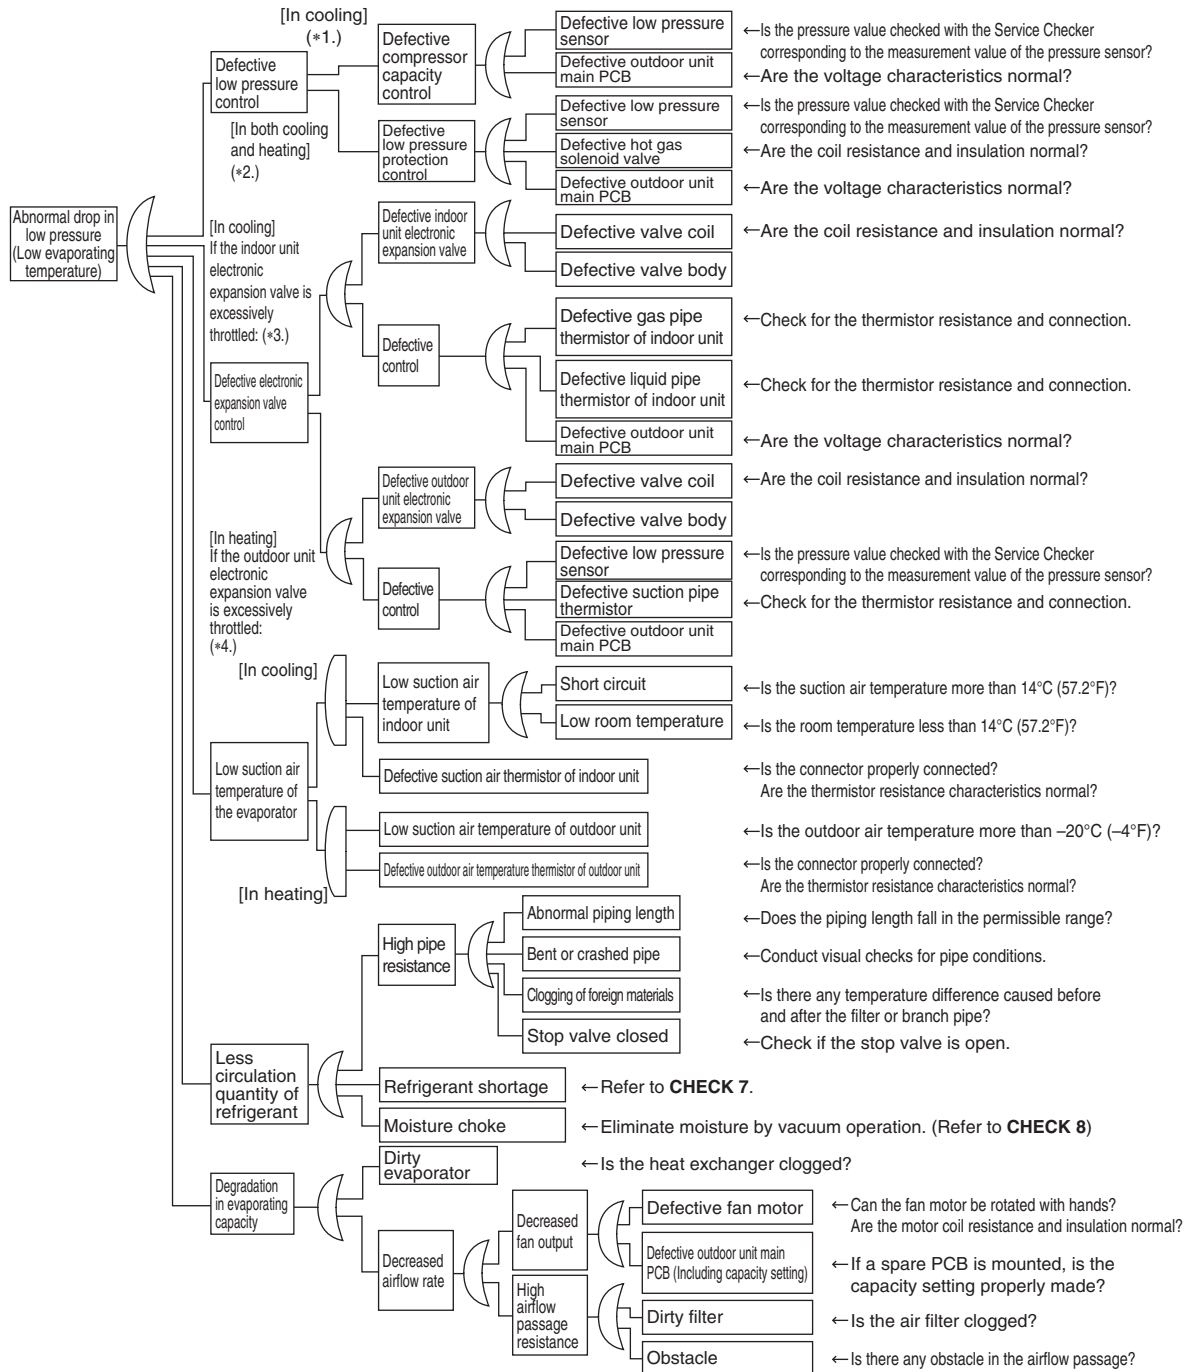 Abnormal drop in
low pressure
(Low evaporating
temperature)
[In cooling]
(∗1.)
Defective
low pressure
control
[In both cooling
and heating]
(∗2.)
Defective
compressor
capacity
control
Defective low pressure
sensor
←Is the pressure value checked with the Service Checker
corresponding to the measurement value of the pressure sensor?
Defective outdoor unit
main PCB
←Are the voltage characteristics normal?
Defective
low pressure
protection
control
Defective low pressure
sensor
←Is the pressure value checked with the Service Checker
corresponding to the measurement value of the pressure sensor?
Defective hot gas
solenoid valve
←Are the coil resistance and insulation normal?
Defective outdoor unit
main PCB
←Are the voltage characteristics normal?
[In cooling]
If the indoor unit
electronic
expansion valve is
excessively
throttled: (∗3.)
Defective electronic
expansion valve
control
Defective indoor
unit electronic
expansion valve
Defective valve coil
←Are the coil resistance and insulation normal?
Defective valve body
Defective
control
Defective gas pipe
thermistor of indoor unit
←Check for the thermistor resistance and connection.
Defective liquid pipe
thermistor of indoor unit
←Check for the thermistor resistance and connection.
Defective outdoor unit
main PCB
←Are the voltage characteristics normal?
[In heating]
If the outdoor unit
electronic
expansion valve
is excessively
throttled:
(∗4.)
Defective outdoor
unit electronic
expansion valve
Defective valve coil
←Are the coil resistance and insulation normal?
Defective valve body
Defective
control
Defective low pressure
sensor
←Is the pressure value checked with the Service Checker
corresponding to the measurement value of the pressure sensor?
Defective suction pipe
thermistor
←Check for the thermistor resistance and connection.
Defective outdoor unit
main PCB
[In cooling]
Low suction air
temperature of
the evaporator
Low suction air
temperature of
indoor unit
Short circuit
←Is the suction air temperature more than 14°C (57.2°F)?
Low room temperature
←Is the room temperature less than 14°C (57.2°F)?
Defective suction air thermistor of indoor unit
←Is the connector properly connected?
Are the thermistor resistance characteristics normal?
Low suction air temperature of outdoor unit
←Is the outdoor air temperature more than –20°C (–4°F)?
Defective outdoor air temperature thermistor of outdoor unit
←Is the connector properly connected?
Are the thermistor resistance characteristics normal?
[In heating]
Less
circulation
quantity of
refrigerant
High pipe
resistance
Abnormal piping length
←Does the piping length fall in the permissible range?
Bent or crashed pipe
←Conduct visual checks for pipe conditions.
Clogging of foreign materials
←Is there any temperature difference caused before
and after the filter or branch pipe?
Stop valve closed
←Check if the stop valve is open.
Refrigerant shortage
←Refer to CHECK 7.
Moisture choke
←Eliminate moisture by vacuum operation. (Refer to CHECK 8)
Degradation
in evaporating
capacity
Dirty
evaporator
←Is the heat exchanger clogged?
Decreased
airflow rate
Decreased
fan output
Defective fan motor
←Can the fan motor be rotated with hands?
Are the motor coil resistance and insulation normal?
Defective outdoor unit main
PCB (Including capacity setting)
←If a spare PCB is mounted, is the
capacity setting properly made?
High
airflow
passage
resistance
Dirty filter
←Is the air filter clogged?
Obstacle
←Is there any obstacle in the airflow passage?